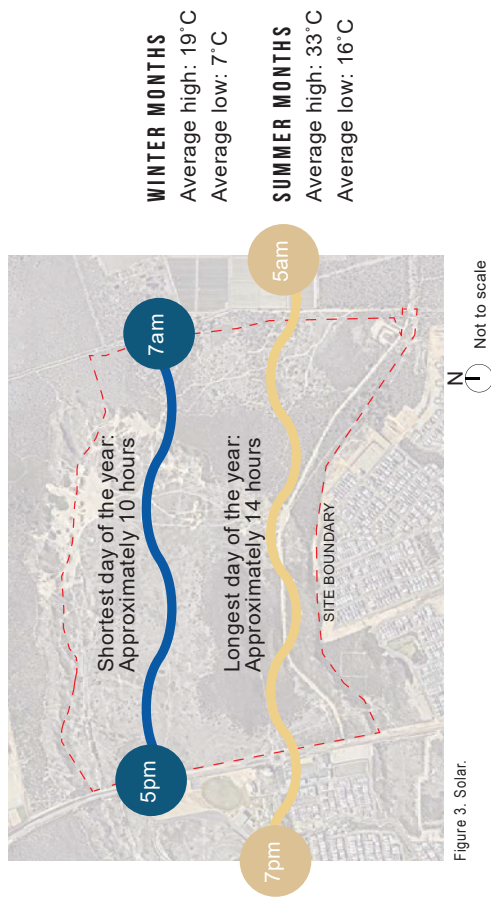 WINTER MONTHS
Average high: 19°C
Average low: 7°C
SUMMER MONTHS
Average high: 33°C
Average low: 16°C
Shortest day of the year:
Approximately 10 hours
5pm
7am
Longest day of the year:
Approximately 14 hours
7pm
5am
SITE BOUNDARY
N
Not to scale
Figure 3. Solar.